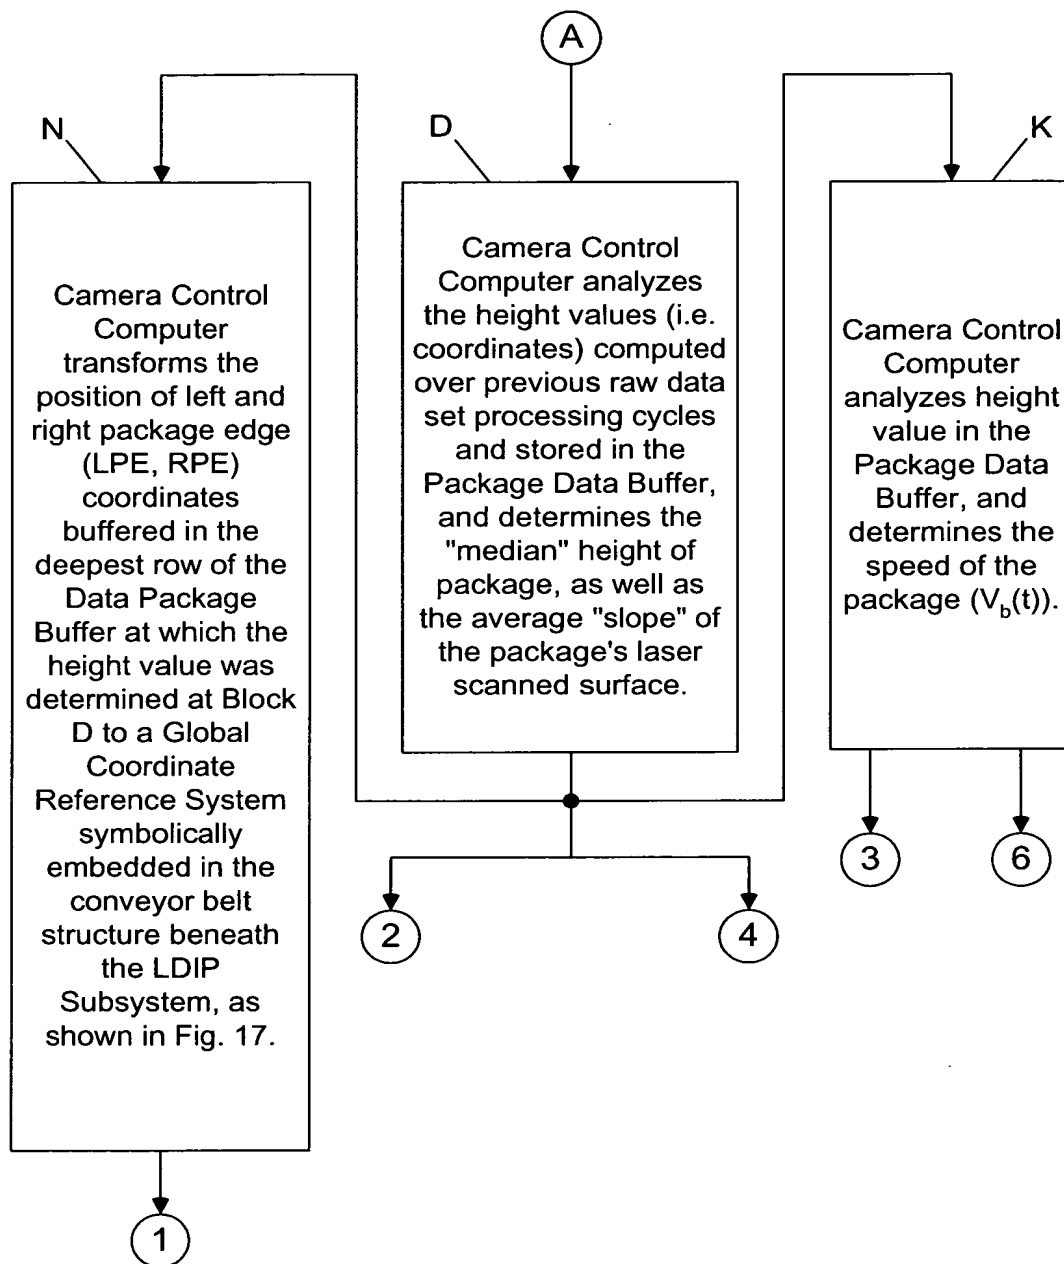 A
N
D
K
Camera Control
Computer
transforms the
position of left and
right package edge
(LPE, RPE)
coordinates
buffered in the
deepest row of the
Data Package
Buffer at which the
height value was
determined at Block
D to a Global
Coordinate
Reference System
symbolically
embedded in the
conveyor belt
structure beneath
the LDIP
Subsystem, as
shown in Fig. 17.
Camera Control
Computer analyzes
the height values (i.e.
coordinates) computed
over previous raw data
set processing cycles
and stored in the
Package Data Buffer,
and determines the
"median" height of
package, as well as
the average "slope" of
the package's laser
scanned surface.
Camera Control
Computer
analyzes height
value in the
Package Data
Buffer, and
determines the
speed of the
package (V_b(t)).
3
6
2
4
1